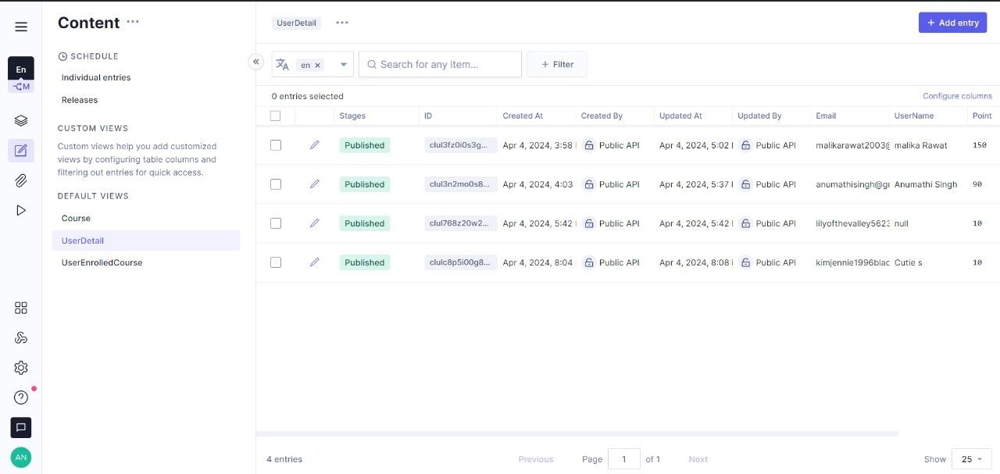 Content ···
UserDetail ···
+ Add entry
En
M
SCHEDULE
Individual entries
Releases
CUSTOM VIEWS
Custom views help you add customized
views by configuring table columns and
filtering out entries for quick access.
DEFAULT VIEWS
Course
UserDetail
UserEnrolledCourse
AN
en ×
Search for any item...
+ Filter
0 entries selected
Configure columns
Stages ID Created At Created By Updated At Updated By Email UserName Point
Published clul3fz0i0s3g... Apr 4, 2024, 3:58 Public API Apr 4, 2024, 5:02 Public API malikarawat2003@ malika Rawat 150
Published clul3n2mo0s8... Apr 4, 2024, 4:03 Public API Apr 4, 2024, 5:37 Public API anumathisingh@g Anumathi Singh 90
Published clul768z20w2... Apr 4, 2024, 5:42 Public API Apr 4, 2024, 5:42 Public API lilyofthevalley5623 null 10
Published clulc8p5i00g8... Apr 4, 2024, 8:04 Public API Apr 4, 2024, 8:08 Public API kimjennie1996blac Cutie s 10
4 entries
Previous Page 1 of 1 Next
Show 25